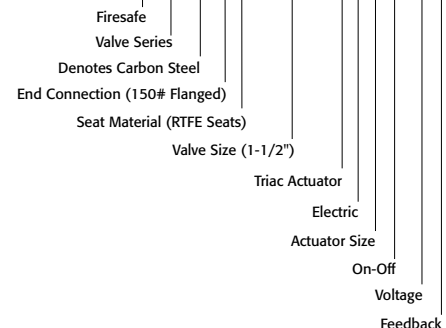 Firesafe
Valve Series
Denotes Carbon Steel
End Connection (150# Flanged)
Seat Material (RTFE Seats)
Valve Size (1-1/2")
Triac Actuator
Electric
Actuator Size
On-Off
Voltage
Feedback